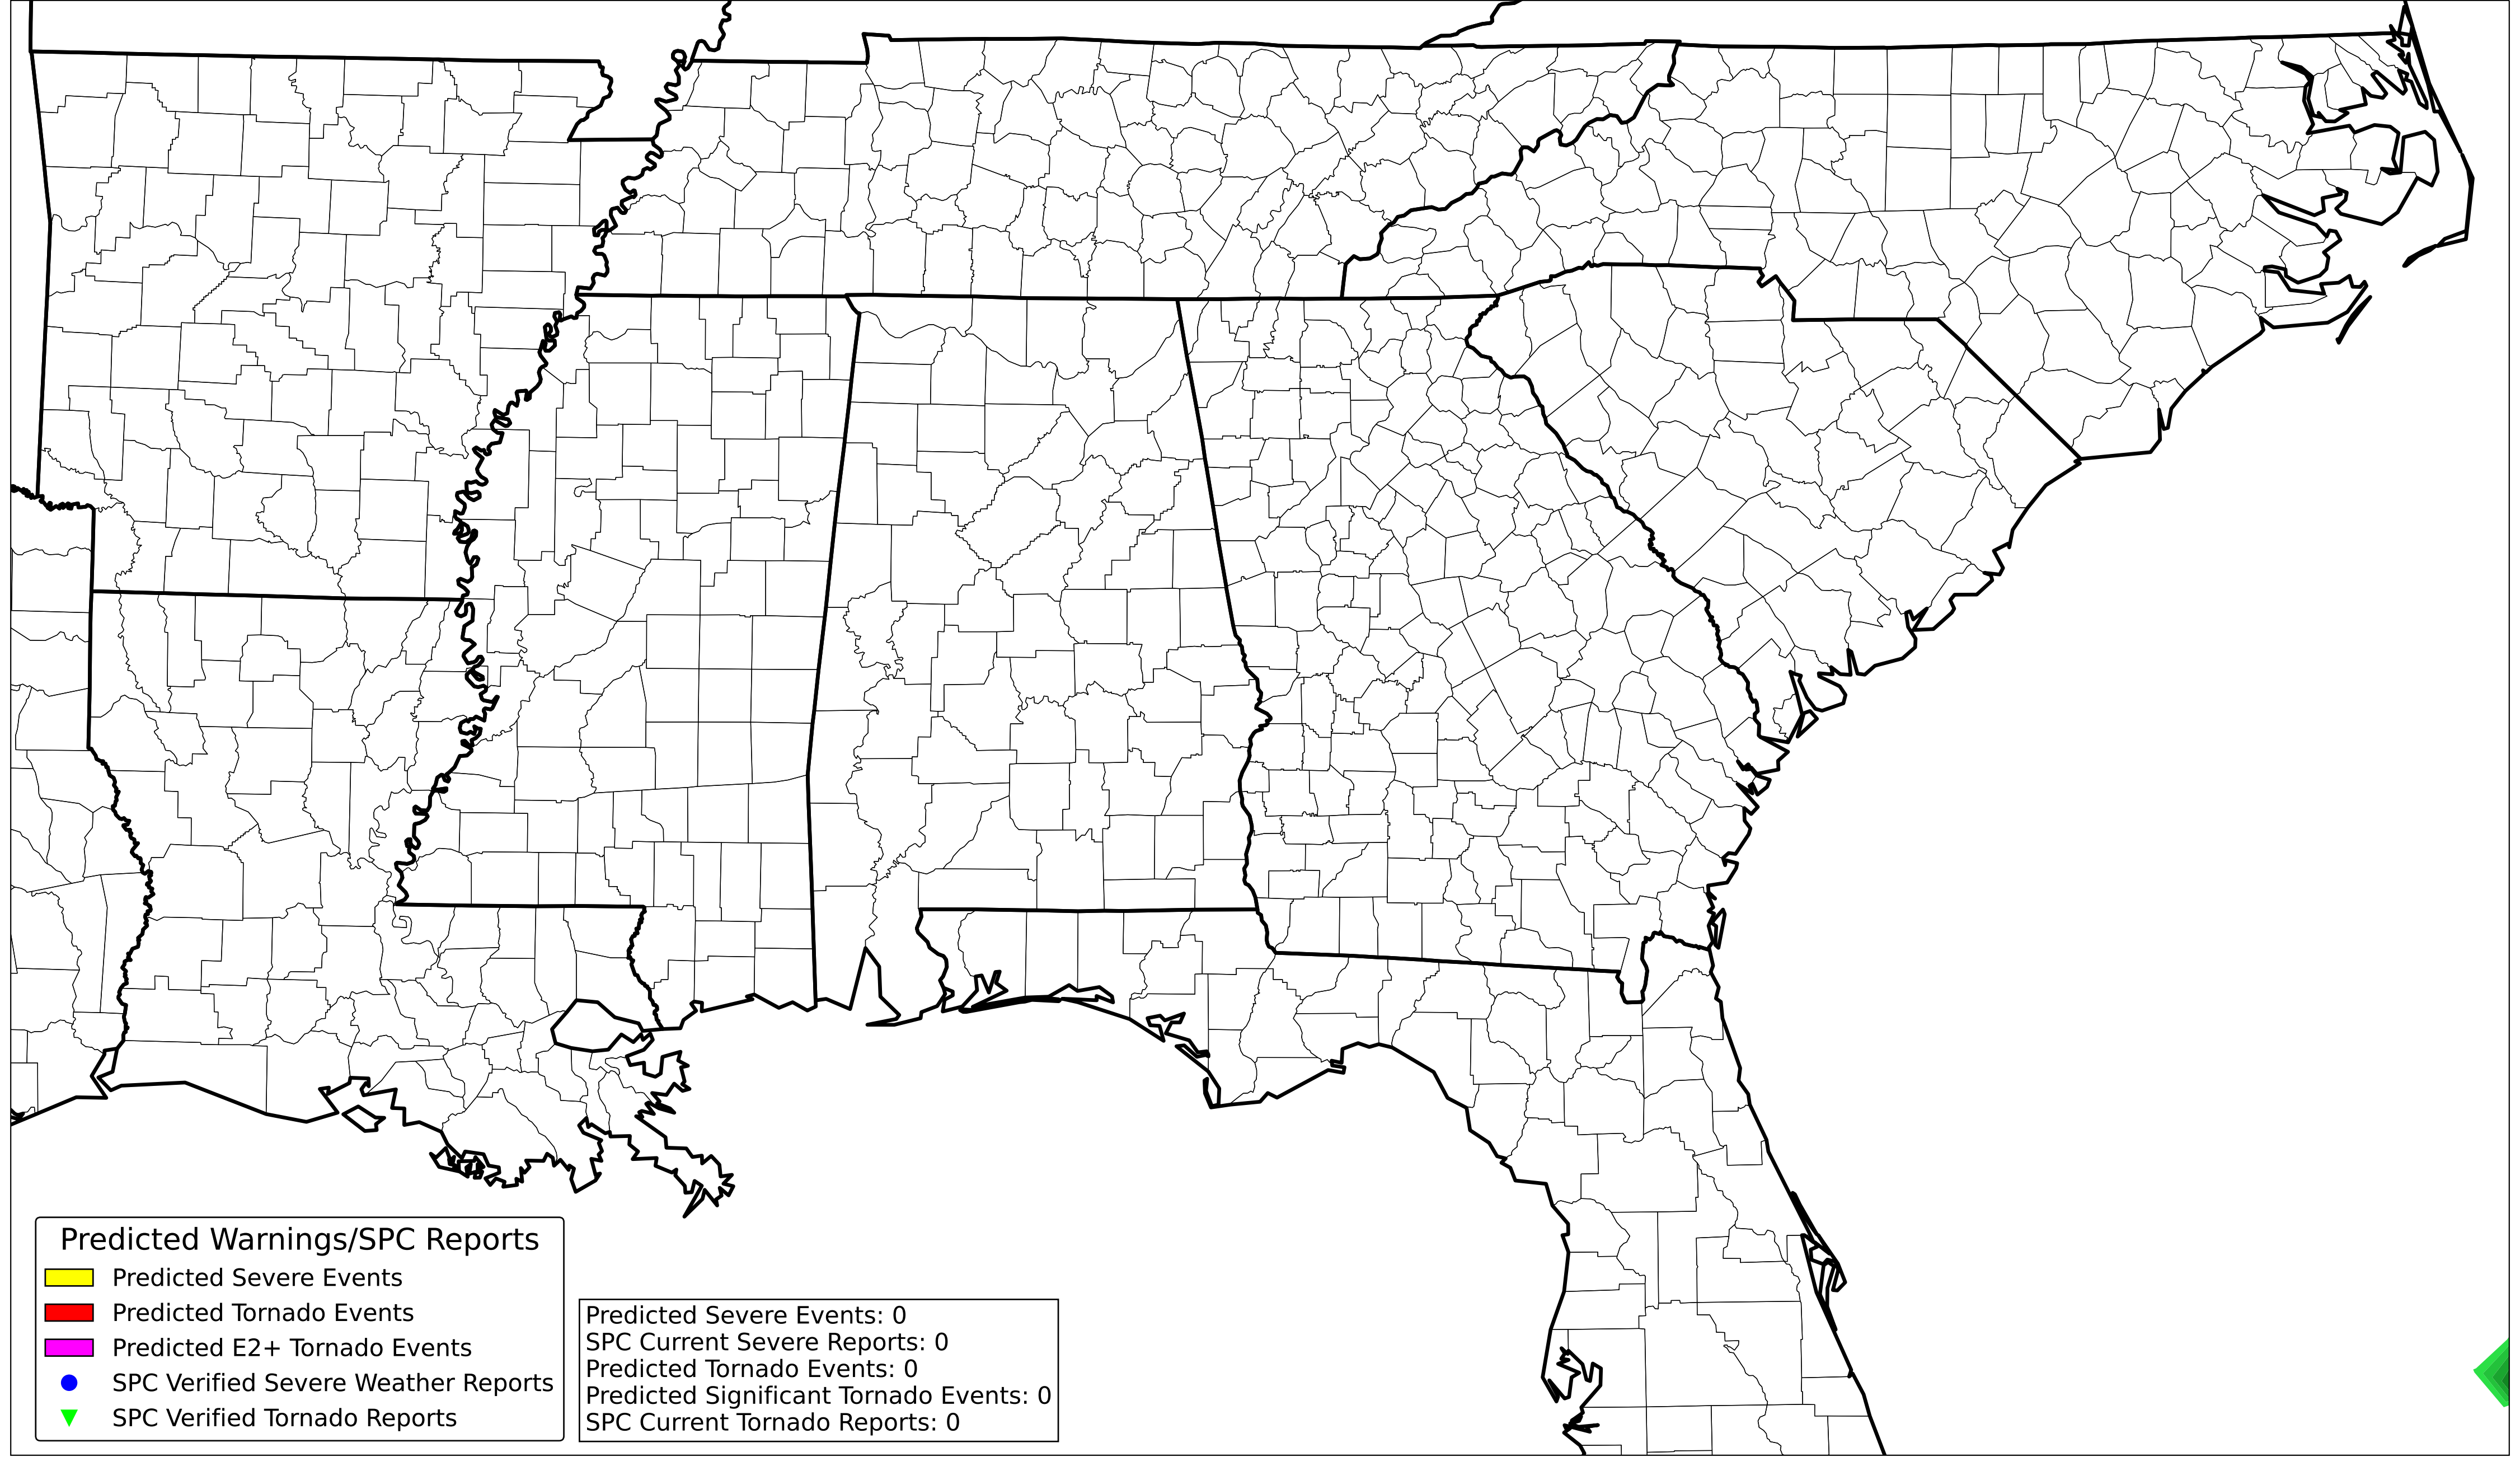 Predicted Warnings/SPC Reports
Predicted Severe Events
Predicted Tornado Events
Predicted E2+ Tornado Events
SPC Verified Severe Weather Reports
SPC Verified Tornado Reports
Predicted Severe Events: 0
SPC Current Severe Reports: 0
Predicted Tornado Events: 0
Predicted Significant Tornado Events: 0
SPC Current Tornado Reports: 0